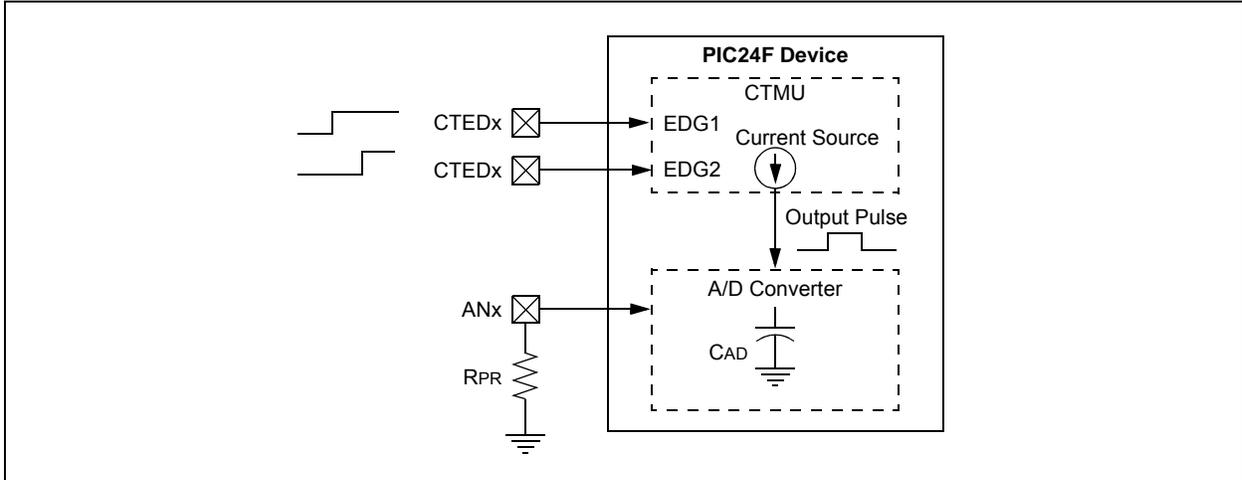 PIC24F Device
CTMU
CTEDx
EDG1
Current Source
CTEDx
EDG2
Output Pulse
A/D Converter
ANx
CAD
RPR